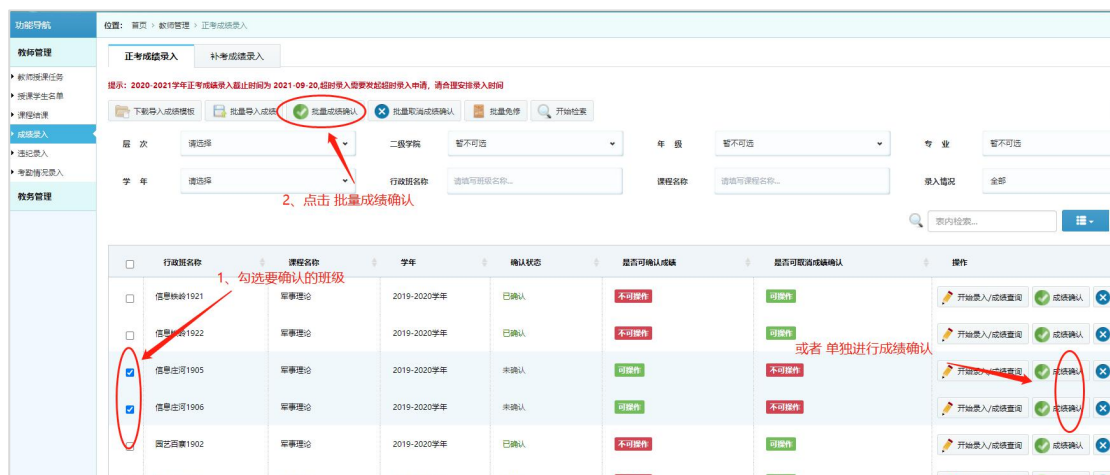 功能导航
位置： 首页 › 教师管理 › 正考成绩录入
教师管理
教师授课任务
授课学生名单
课程结课
成绩录入
违纪录入
考勤情况录入
教务管理
正考成绩录入 补考成绩录入
提示：2020-2021学年正考成绩录入截止时间为 2021-09-20,超时录入需要发起超时录入申请，请合理安排录入时间
下载导入成绩模板 批量导入成绩 批量成绩确认 批量取消成绩确认 批量免修 开始检索
层 次 请选择 二级学院 暂不可选 年 级 暂不可选 专 业 暂不可选
学 年 请选择 行政班名称 请填写班级名称... 课程名称 请填写课程名称... 录入情况 全部
2、点击 批量成绩确认
表内检索...
行政班名称 课程名称 学年 确认状态 是否可确认成绩 是否可取消成绩确认 操作
1、勾选要确认的班级
信息铁岭1921 军事理论 2019-2020学年 已确认 不可操作 可操作 开始录入/成绩查询 成绩确认
信息铁岭1922 军事理论 2019-2020学年 已确认 不可操作 可操作 开始录入/成绩查询 成绩确认
或者 单独进行成绩确认
信息庄河1905 军事理论 2019-2020学年 未确认 可操作 不可操作 开始录入/成绩查询 成绩确认
信息庄河1906 军事理论 2019-2020学年 未确认 可操作 不可操作 开始录入/成绩查询 成绩确认
园艺百寰1902 军事理论 2019-2020学年 已确认 不可操作 可操作 开始录入/成绩查询 成绩确认